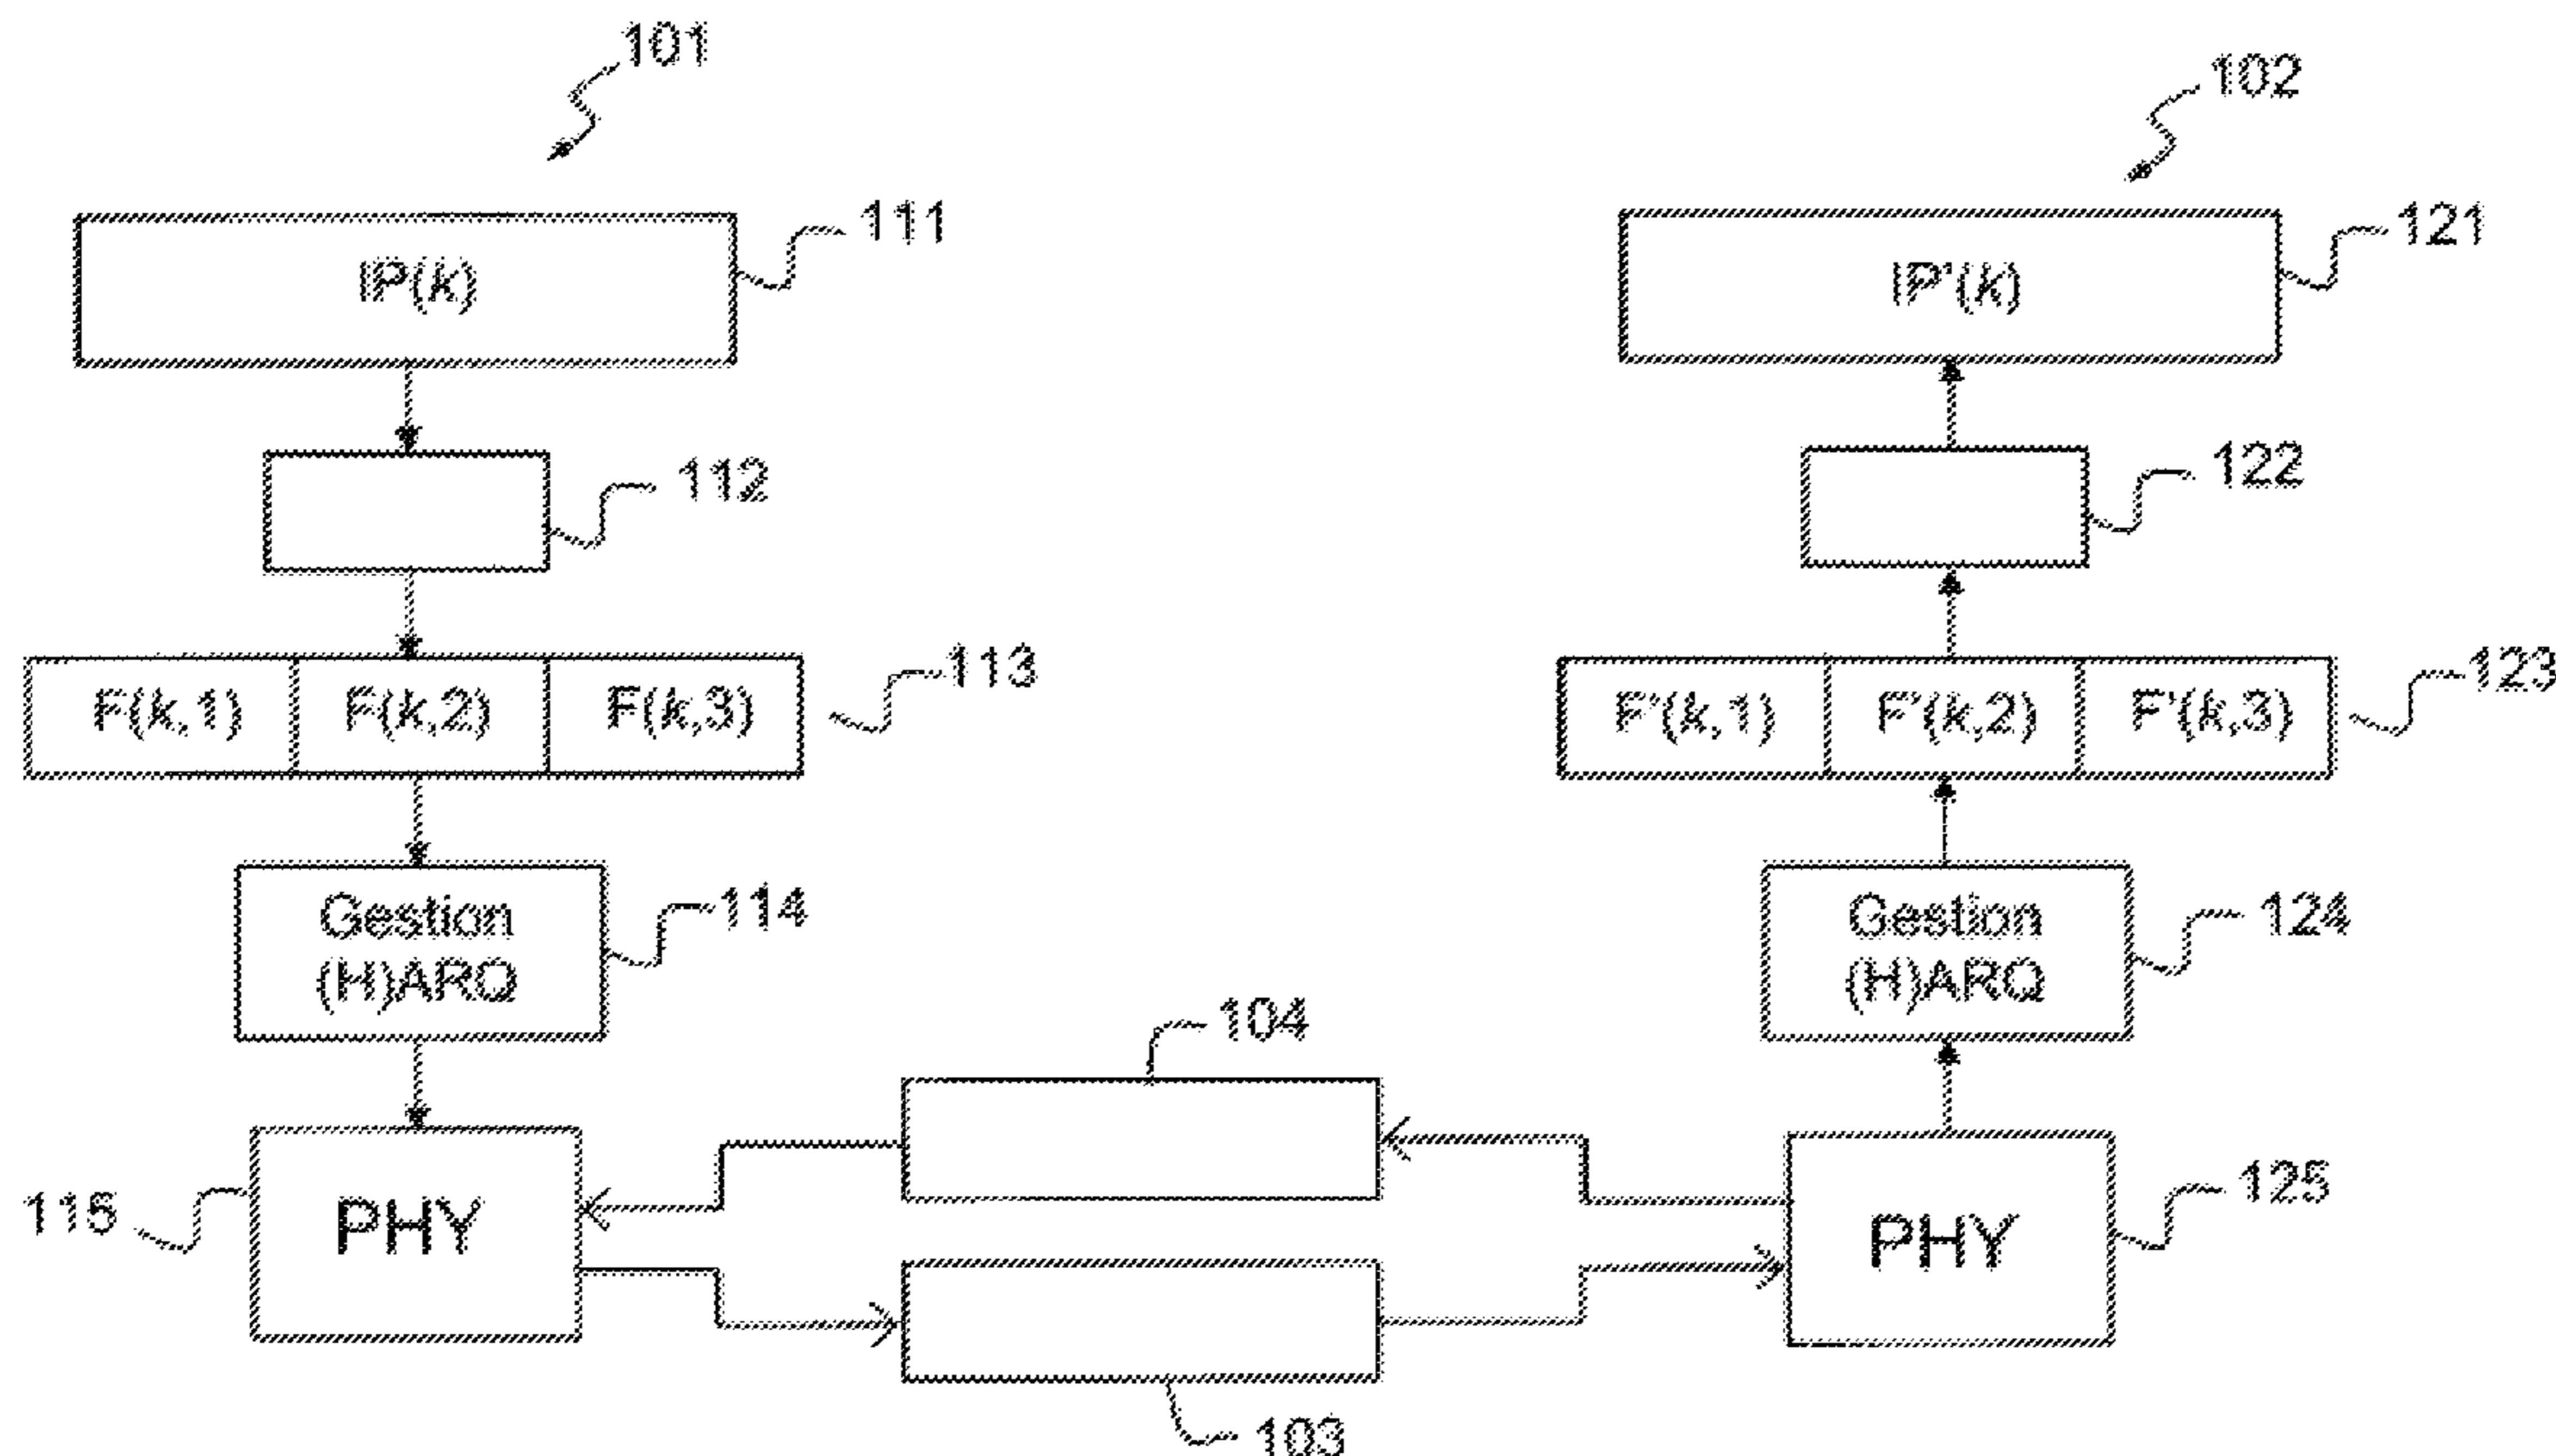 101
102
IP(k)
111
IP'(k)
121
112
122
F(k,1) F(k,2) F(k,3)
113
F'(k,1) F'(k,2) F'(k,3)
123
Gestion
(H)ARQ
114
Gestion
(H)ARQ
124
104
115
PHY
PHY
125
103